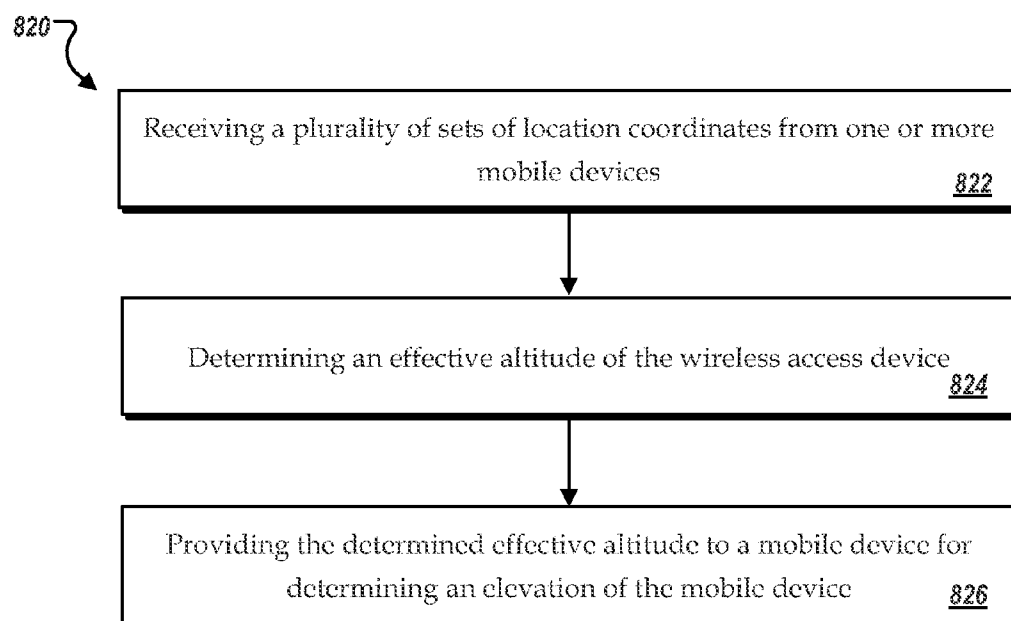 820
Receiving a plurality of sets of location coordinates from one or more
mobile devices
822
Determining an effective altitude of the wireless access device
824
Providing the determined effective altitude to a mobile device for
determining an elevation of the mobile device
826